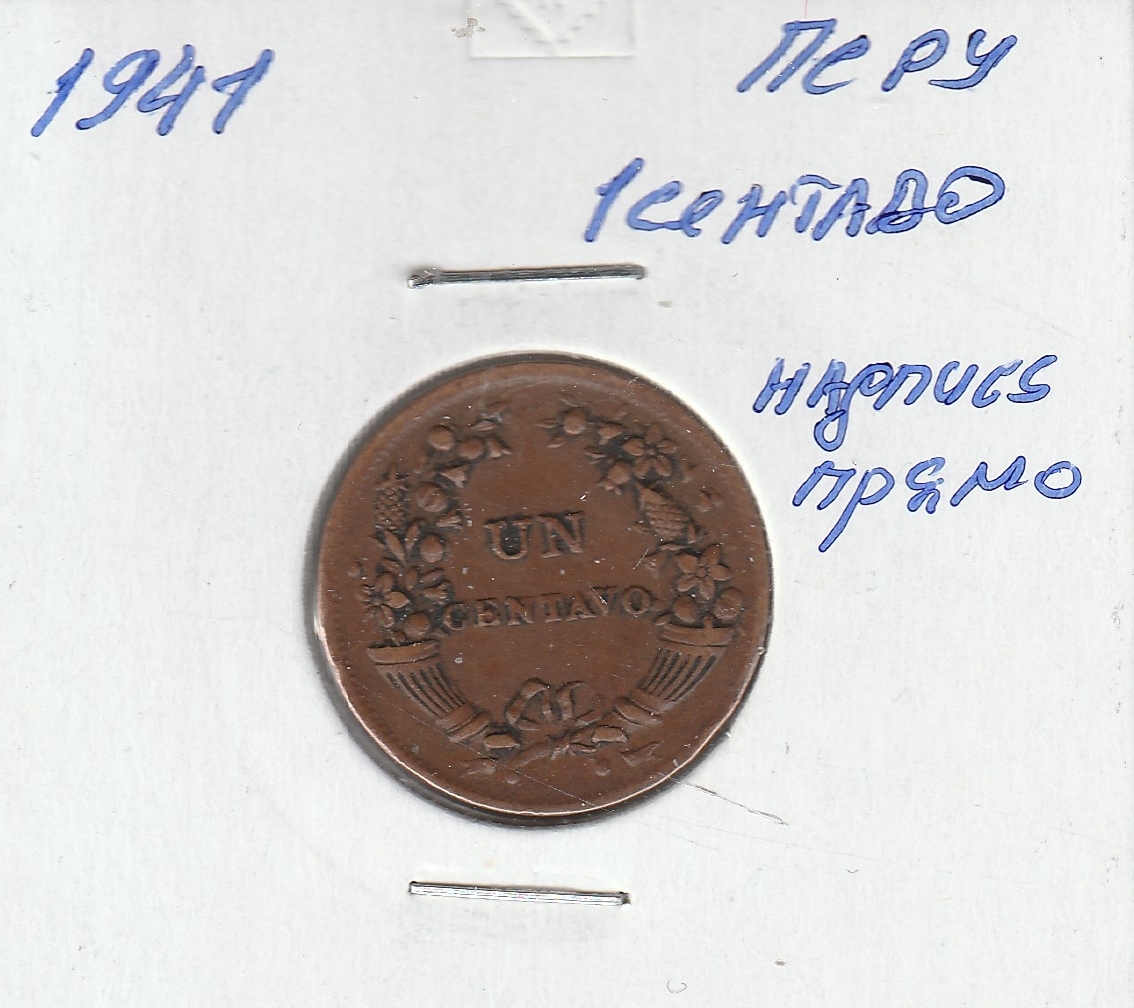 1941
Перу
1 сентаво
надпись
прямо
UN
CENTAVO